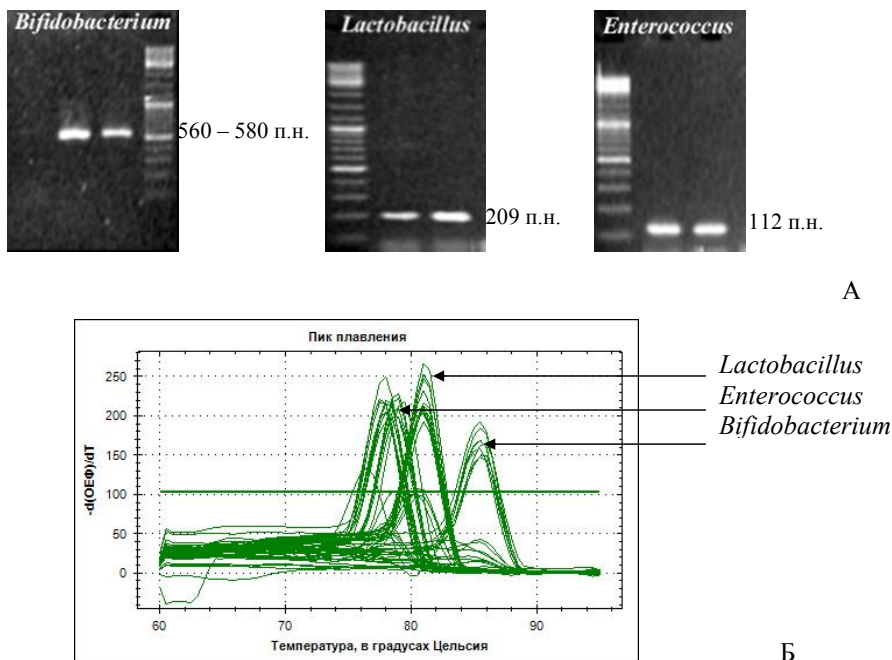 Bifidobacterium
Lactobacillus
Enterococcus
560 – 580 п.н.
209 п.н.
112 п.н.
А
Пик плавления
-d(ОЕФ)/dT
250
200
150
100
50
0
60
70
80
90
Температура, в градусах Цельсия
Lactobacillus
Enterococcus
Bifidobacterium
Б